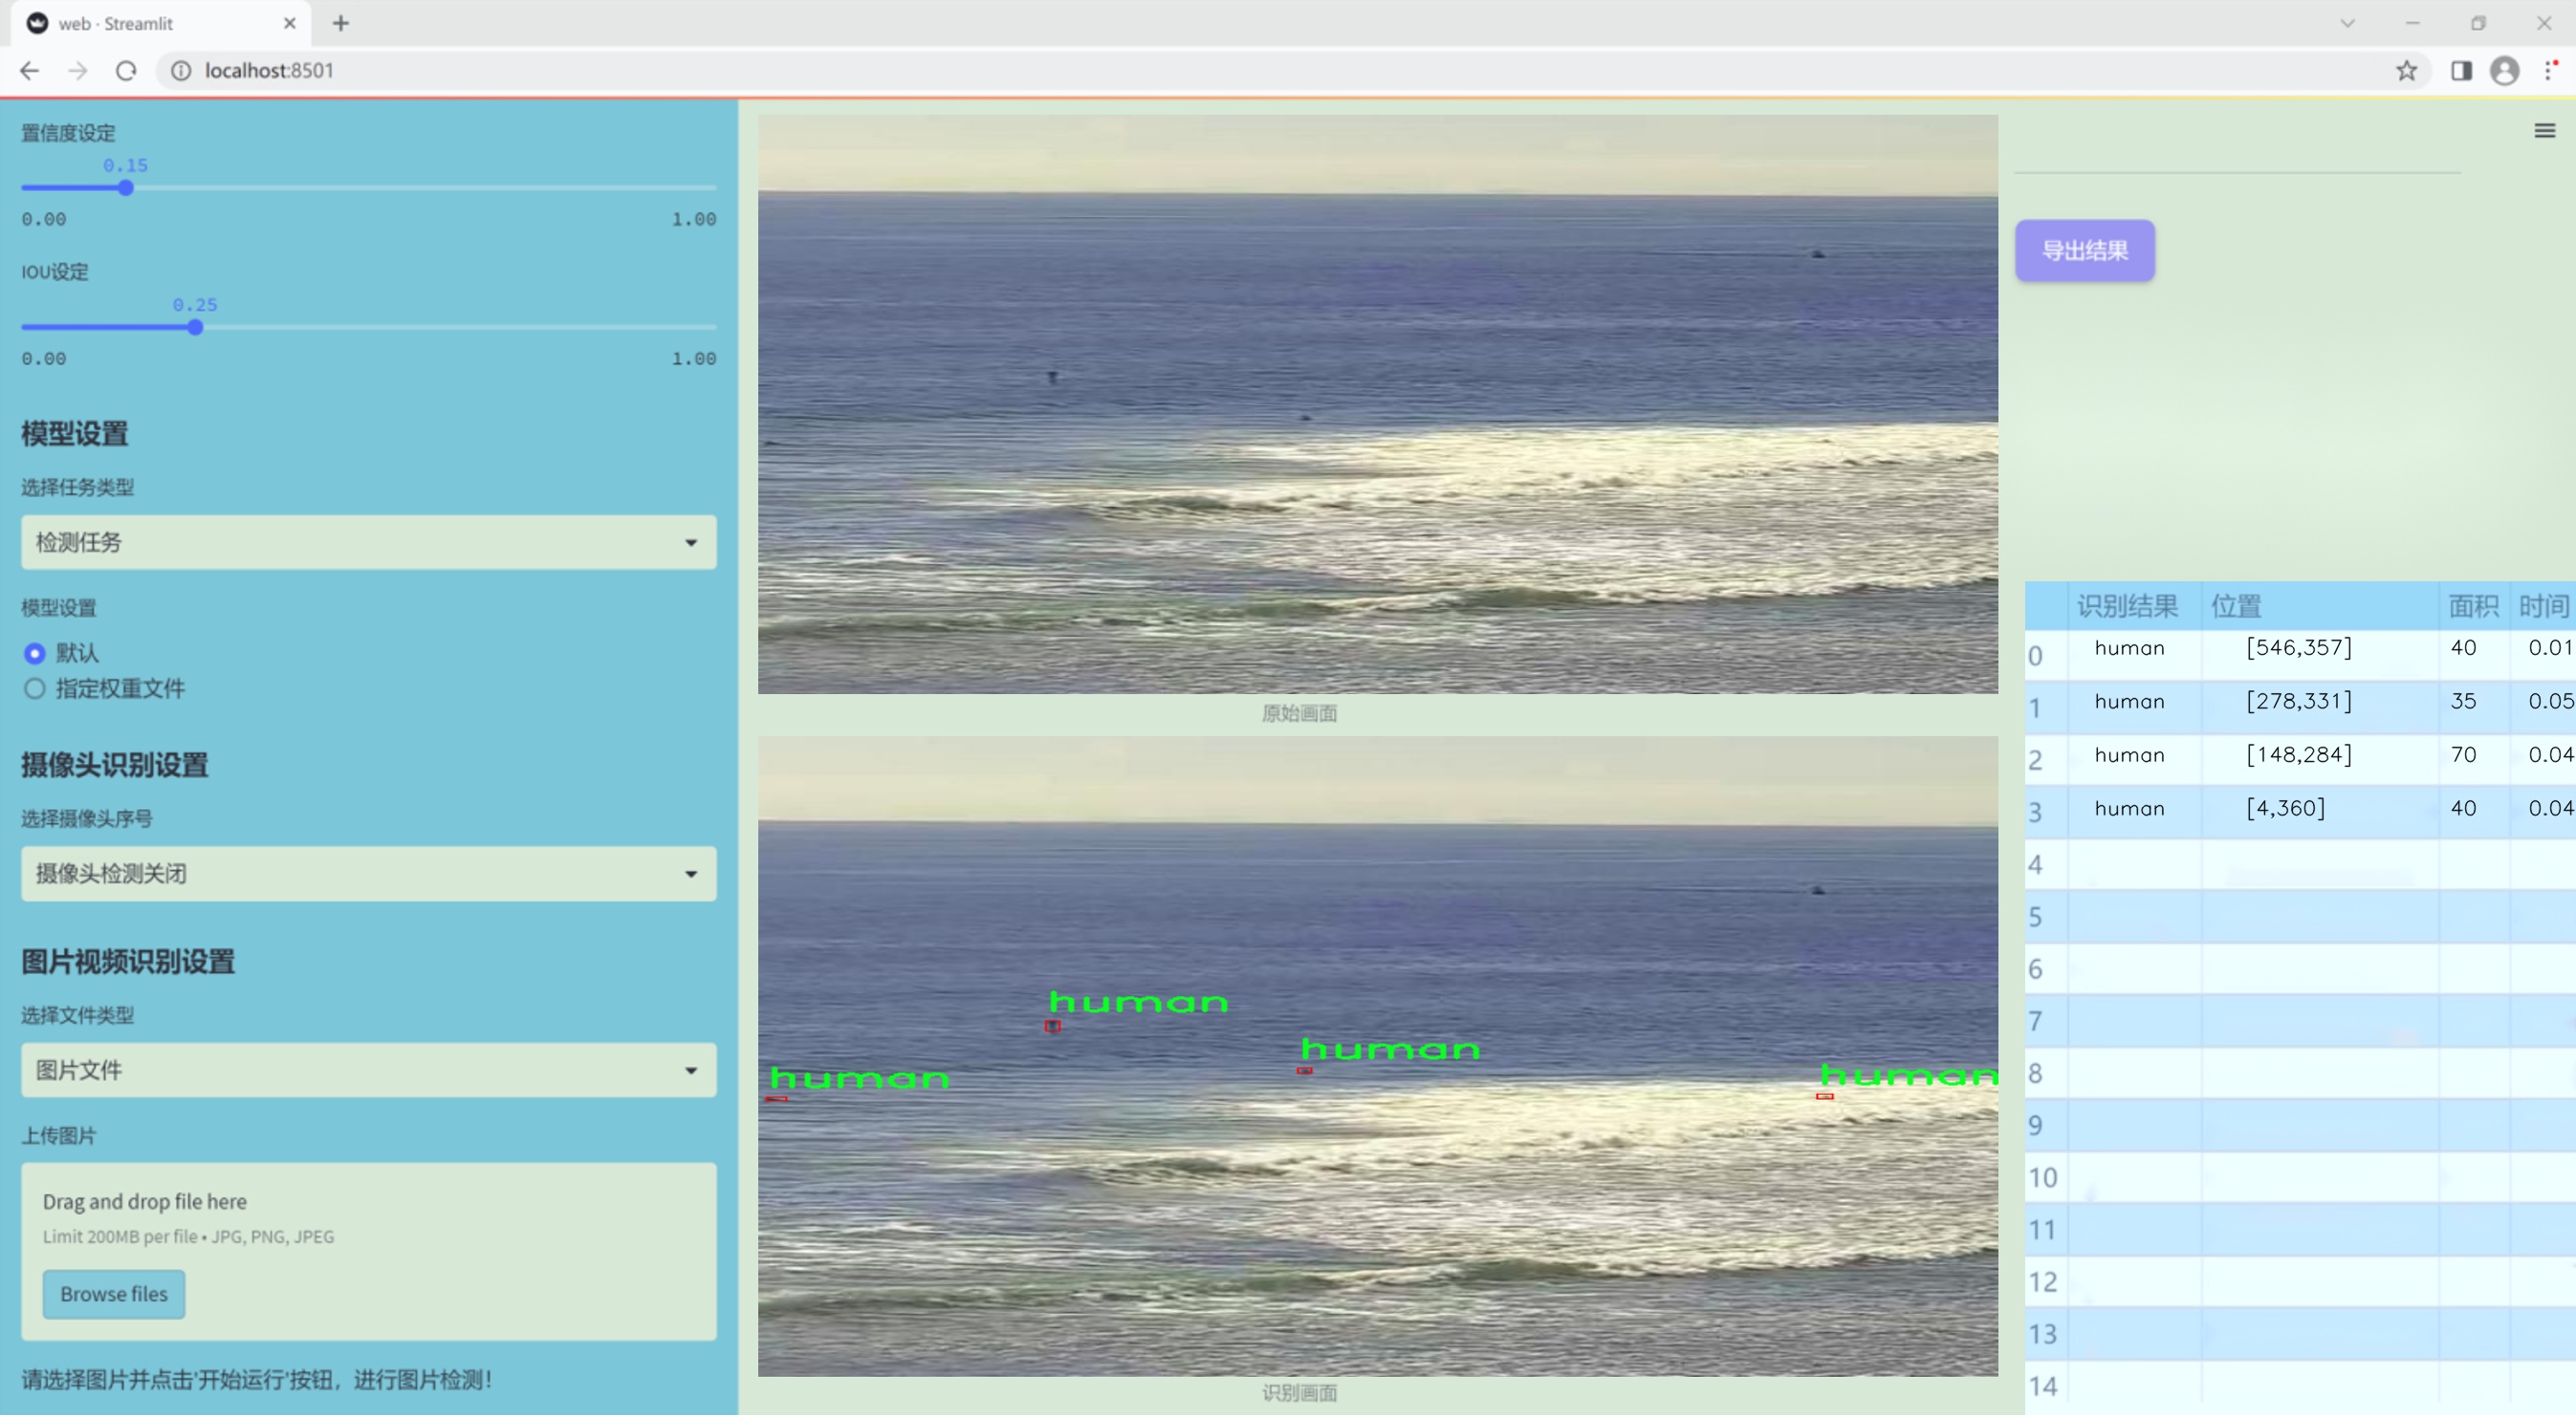 web · Streamlit
localhost:8501
置信度设定
0.15
0.00 1.00
IOU设定
0.25
0.00 1.00
模型设置
选择任务类型
检测任务
模型设置
默认
指定权重文件
摄像头识别设置
选择摄像头序号
摄像头检测关闭
图片视频识别设置
选择文件类型
图片文件
上传图片
Drag and drop file here
Limit 200MB per file • JPG, PNG, JPEG
Browse files
请选择图片并点击'开始运行'按钮，进行图片检测!
原始画面
human
human
human
human
识别画面
导出结果
识别结果 位置 面积 时间
0 human [546,357] 40 0.01
1 human [278,331] 35 0.05
2 human [148,284] 70 0.04
3 human [4,360] 40 0.04
4
5
6
7
8
9
10
11
12
13
14